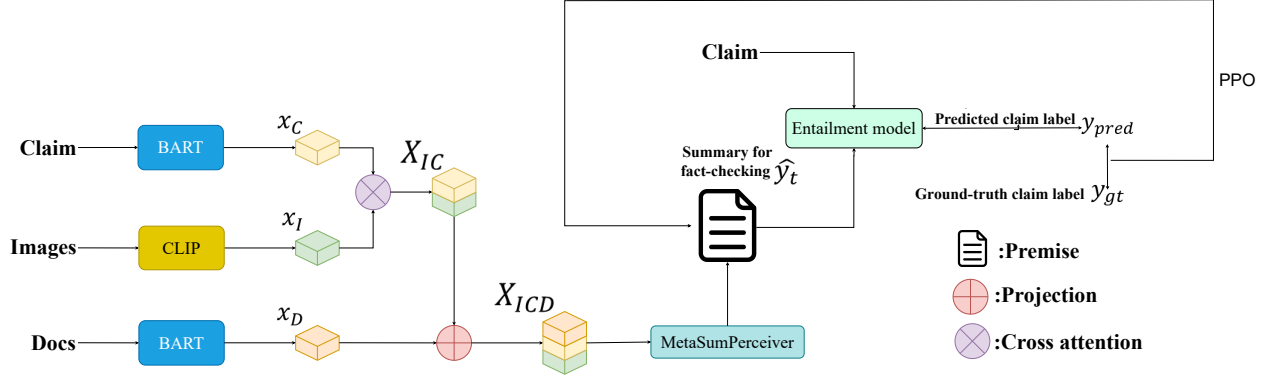 Claim
BART
x_C
X_IC
Images
CLIP
x_I
Docs
BART
x_D
X_ICD
MetaSumPerceiver
Summary for
fact-checking ŷ_t
Claim
Entailment model
Predicted claim label
y_pred
Ground-truth claim label
y_gt
PPO
:Premise
:Projection
:Cross attention